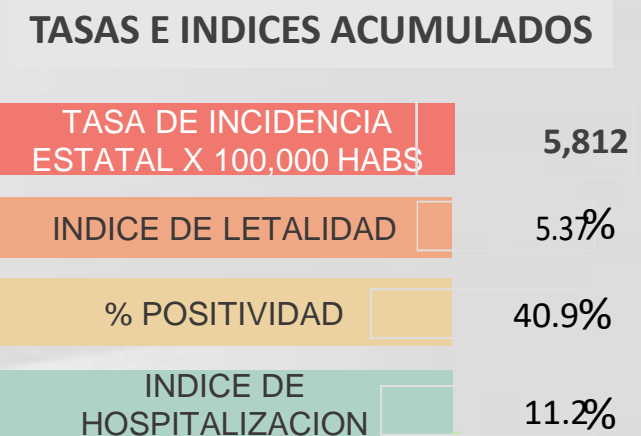 TASAS E INDICES ACUMULADOS
TASA DE INCIDENCIA
ESTATAL X 100,000 HABS
5,812
INDICE DE LETALIDAD
5.37%
% POSITIVIDAD
40.9%
INDICE DE
HOSPITALIZACION
11.2%